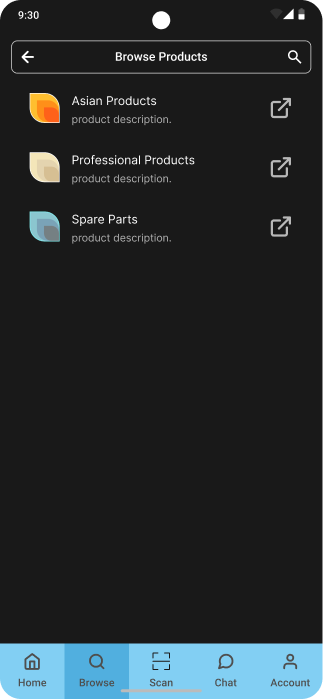 9:30
Browse Products
Asian Products
product description.
Professional Products
product description.
Spare Parts
product description.
Home Browse Scan Chat Account